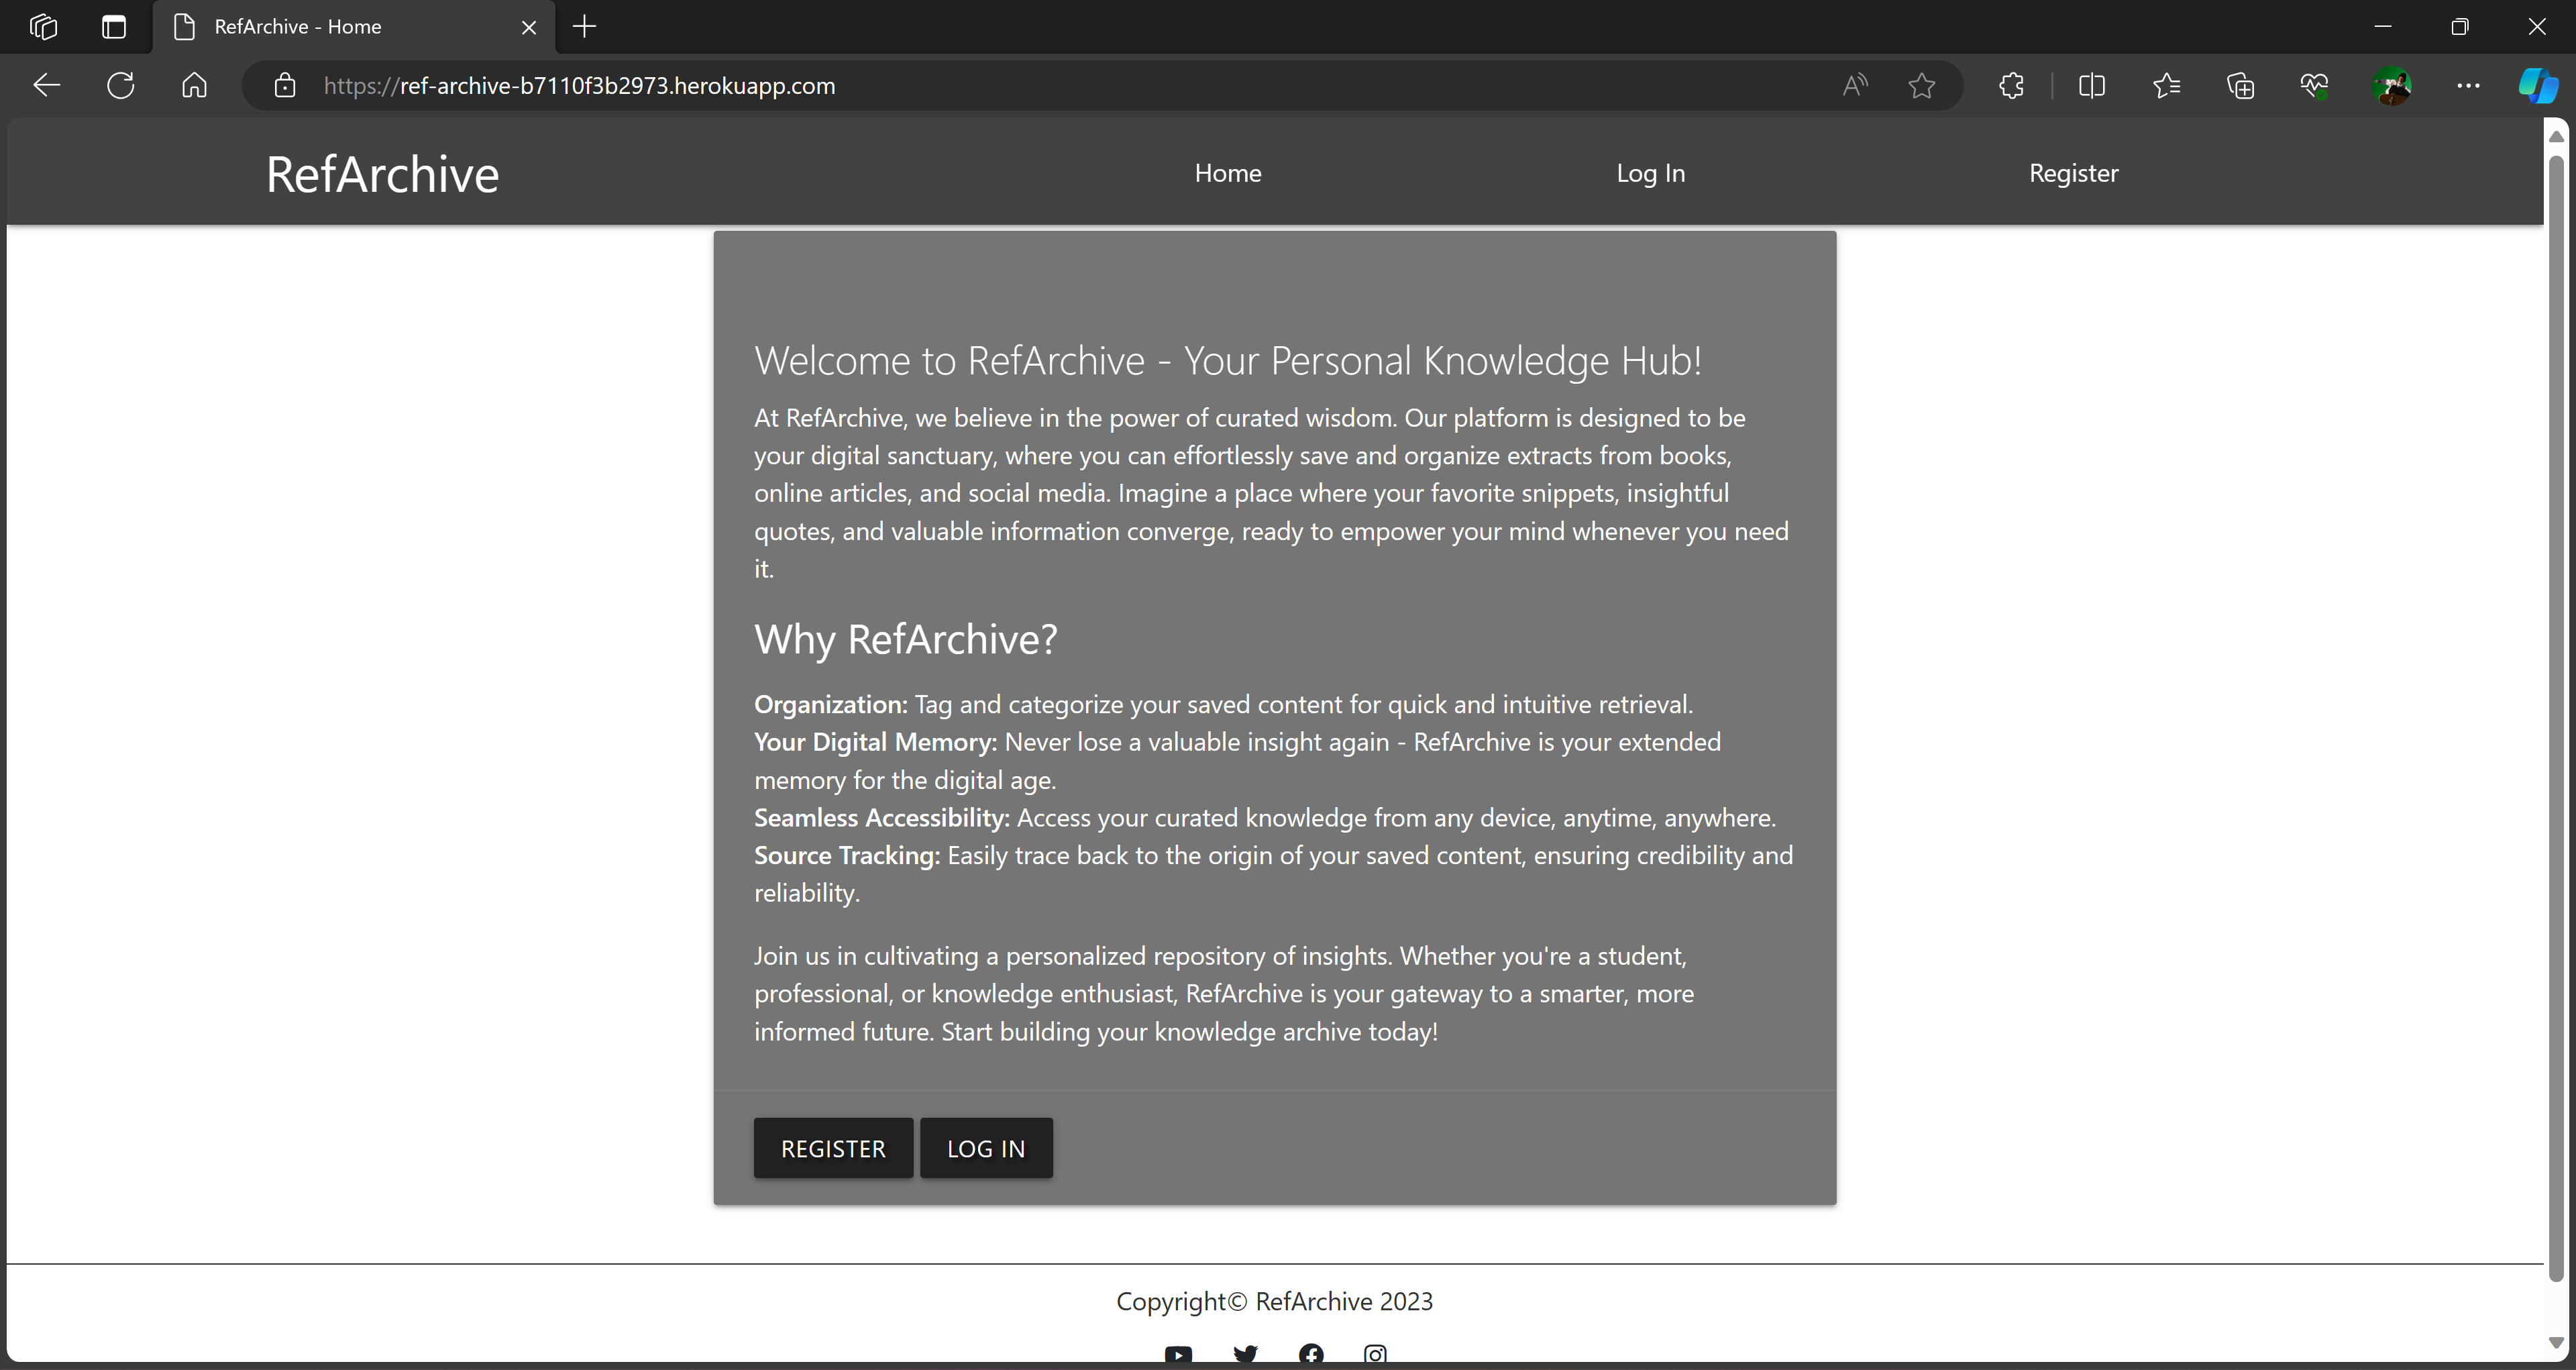 RefArchive - Home
https://ref-archive-b7110f3b2973.herokuapp.com
RefArchive
Home
Log In
Register
Welcome to RefArchive - Your Personal Knowledge Hub!
At RefArchive, we believe in the power of curated wisdom. Our platform is designed to be
your digital sanctuary, where you can effortlessly save and organize extracts from books,
online articles, and social media. Imagine a place where your favorite snippets, insightful
quotes, and valuable information converge, ready to empower your mind whenever you need
it.
Why RefArchive?
Organization: Tag and categorize your saved content for quick and intuitive retrieval.
Your Digital Memory: Never lose a valuable insight again - RefArchive is your extended
memory for the digital age.
Seamless Accessibility: Access your curated knowledge from any device, anytime, anywhere.
Source Tracking: Easily trace back to the origin of your saved content, ensuring credibility and
reliability.
Join us in cultivating a personalized repository of insights. Whether you're a student,
professional, or knowledge enthusiast, RefArchive is your gateway to a smarter, more
informed future. Start building your knowledge archive today!
REGISTER
LOG IN
Copyright© RefArchive 2023